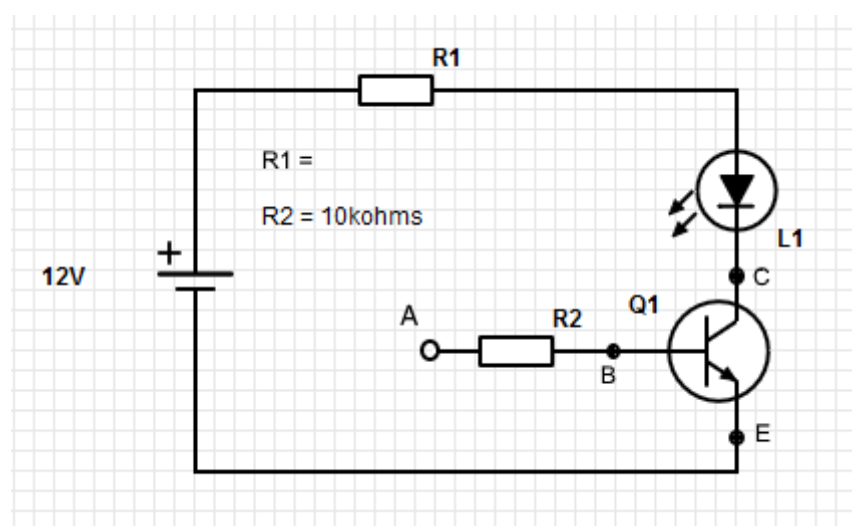 R1
R1 =
R2 = 10kohms
L1
+
12V
C
Q1
A
R2
B
E